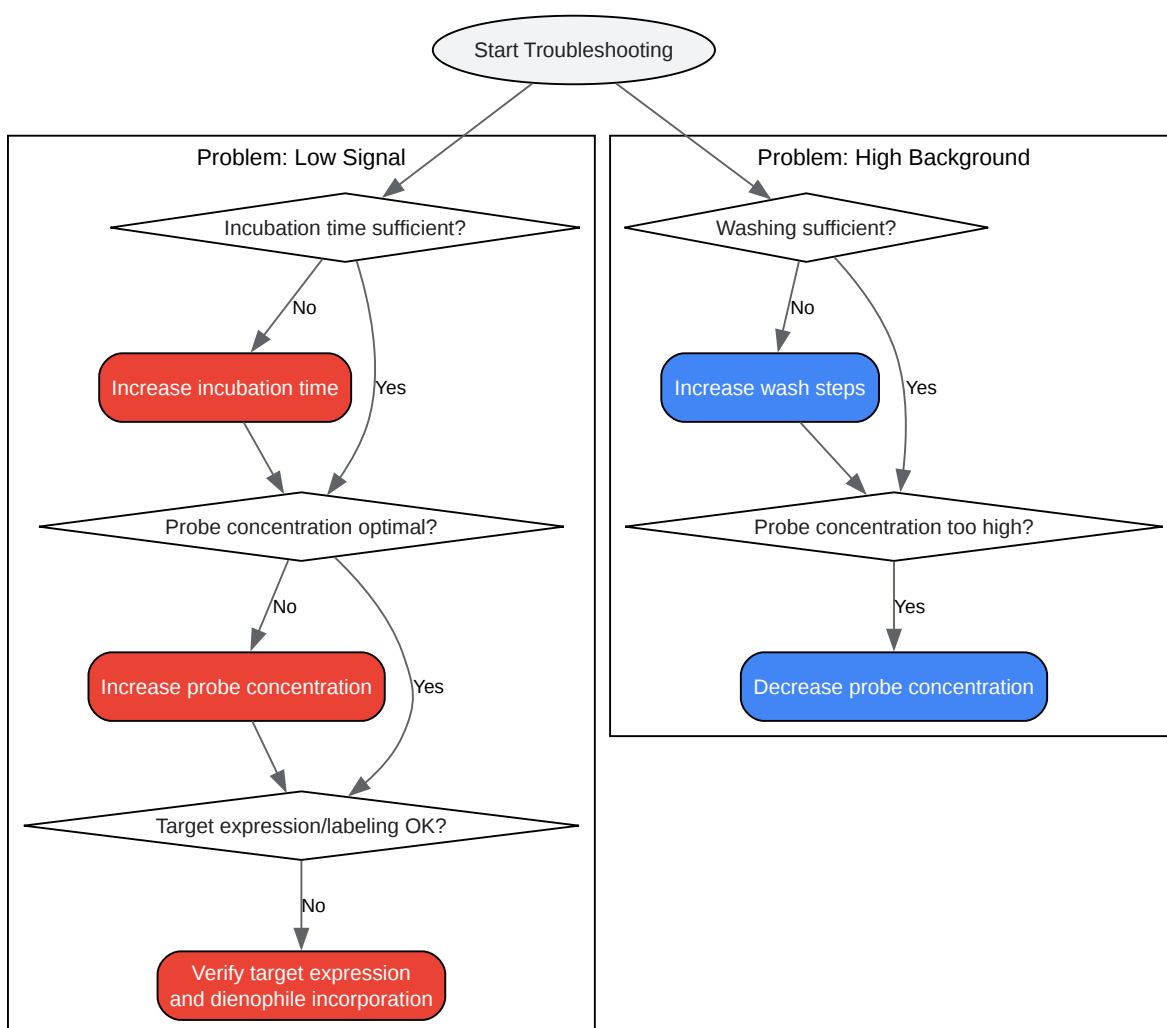 Start Troubleshooting
Problem: Low Signal
Incubation time sufficient?
No
Increase incubation time
Yes
Probe concentration optimal?
No
Increase probe concentration
Yes
Target expression/labeling OK?
No
Verify target expression
and dienophile incorporation
Problem: High Background
Washing sufficient?
No
Increase wash steps
Yes
Probe concentration too high?
Yes
Decrease probe concentration